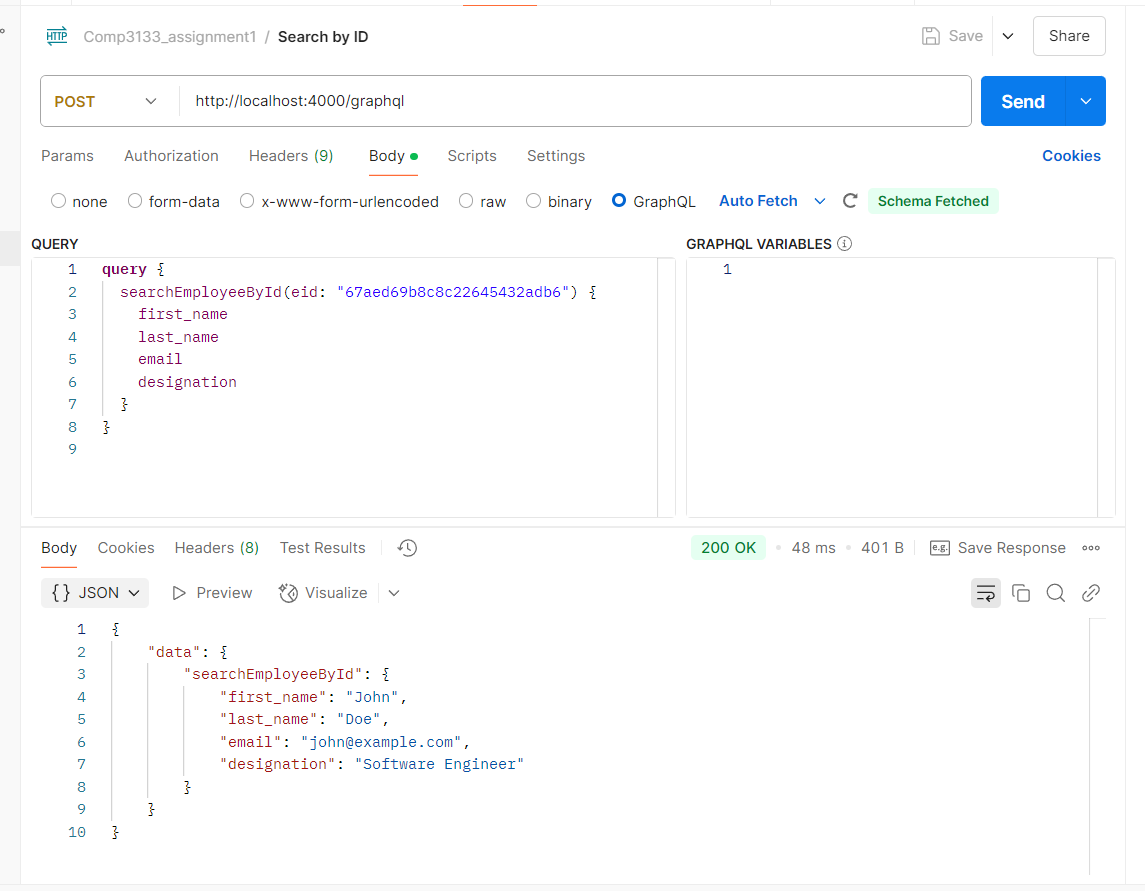 HTTP Comp3133_assignment1 / Search by ID Save Share
POST http://localhost:4000/graphql Send
Params Authorization Headers (9) Body Scripts Settings Cookies
none form-data x-www-form-urlencoded raw binary GraphQL Auto Fetch Schema Fetched
QUERY
1 query {
2 searchEmployeeById(eid: "67aed69b8c8c22645432adb6") {
3 first_name
4 last_name
5 email
6 designation
7 }
8 }
9
GRAPHQL VARIABLES
1
Body Cookies Headers (8) Test Results 200 OK • 48 ms • 401 B e.g. Save Response
{} JSON Preview Visualize
1 {
2 "data": {
3 "searchEmployeeById": {
4 "first_name": "John",
5 "last_name": "Doe",
6 "email": "john@example.com",
7 "designation": "Software Engineer"
8 }
9 }
10 }